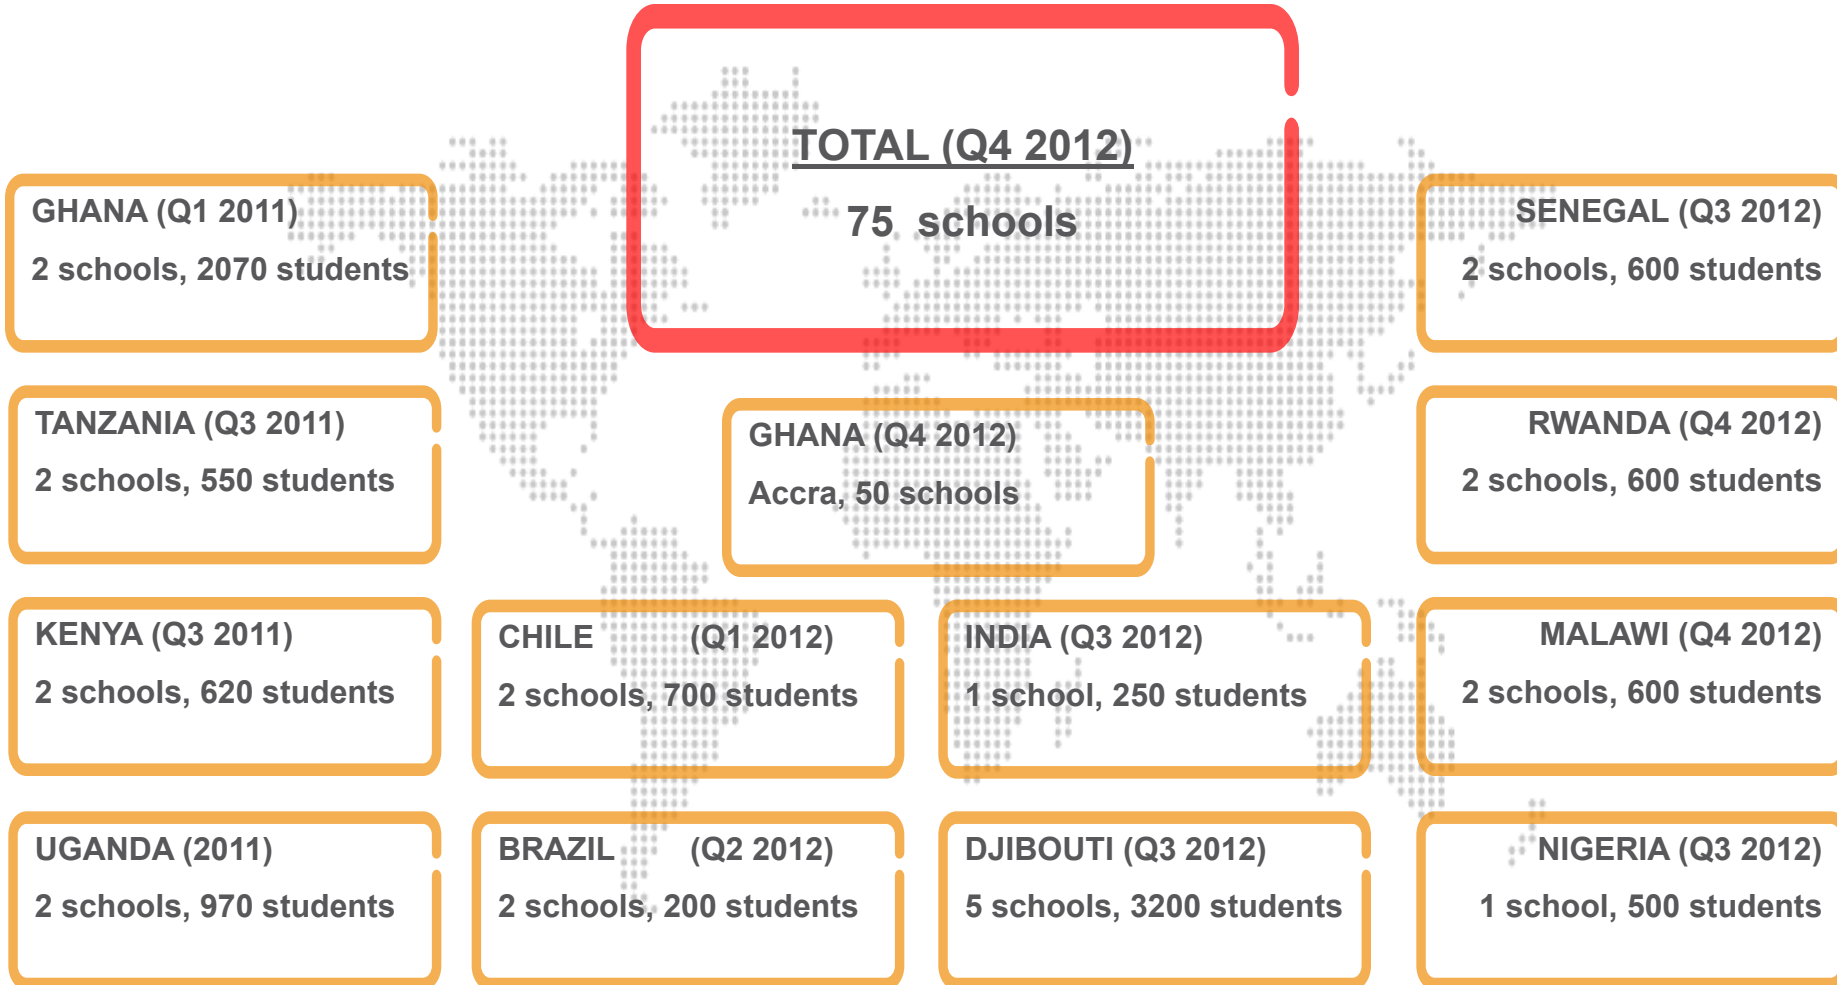 TOTAL (Q4 2012)
75 schools
GHANA (Q1 2011)
2 schools, 2070 students
SENEGAL (Q3 2012)
2 schools, 600 students
TANZANIA (Q3 2011)
2 schools, 550 students
GHANA (Q4 2012)
Accra, 50 schools
RWANDA (Q4 2012)
2 schools, 600 students
KENYA (Q3 2011)
2 schools, 620 students
CHILE (Q1 2012)
2 schools, 700 students
INDIA (Q3 2012)
1 school, 250 students
MALAWI (Q4 2012)
2 schools, 600 students
UGANDA (2011)
2 schools, 970 students
BRAZIL (Q2 2012)
2 schools, 200 students
DJIBOUTI (Q3 2012)
5 schools, 3200 students
NIGERIA (Q3 2012)
1 school, 500 students